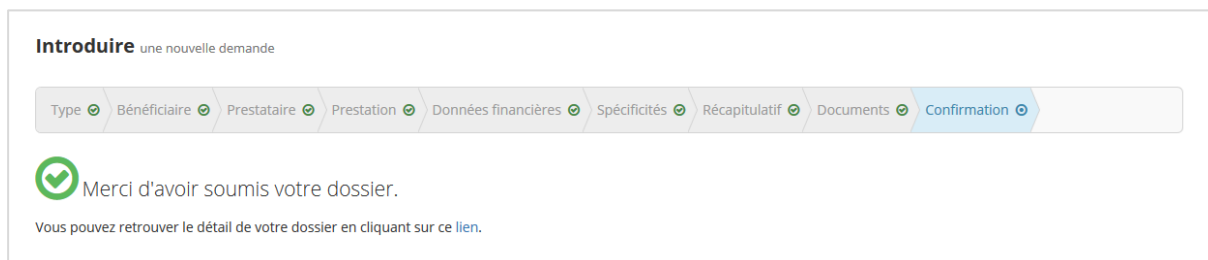 Introduire une nouvelle demande
Type Bénéficiaire Prestataire Prestation Données financières Spécificités Récapitulatif Documents Confirmation
Merci d'avoir soumis votre dossier.
Vous pouvez retrouver le détail de votre dossier en cliquant sur ce lien.